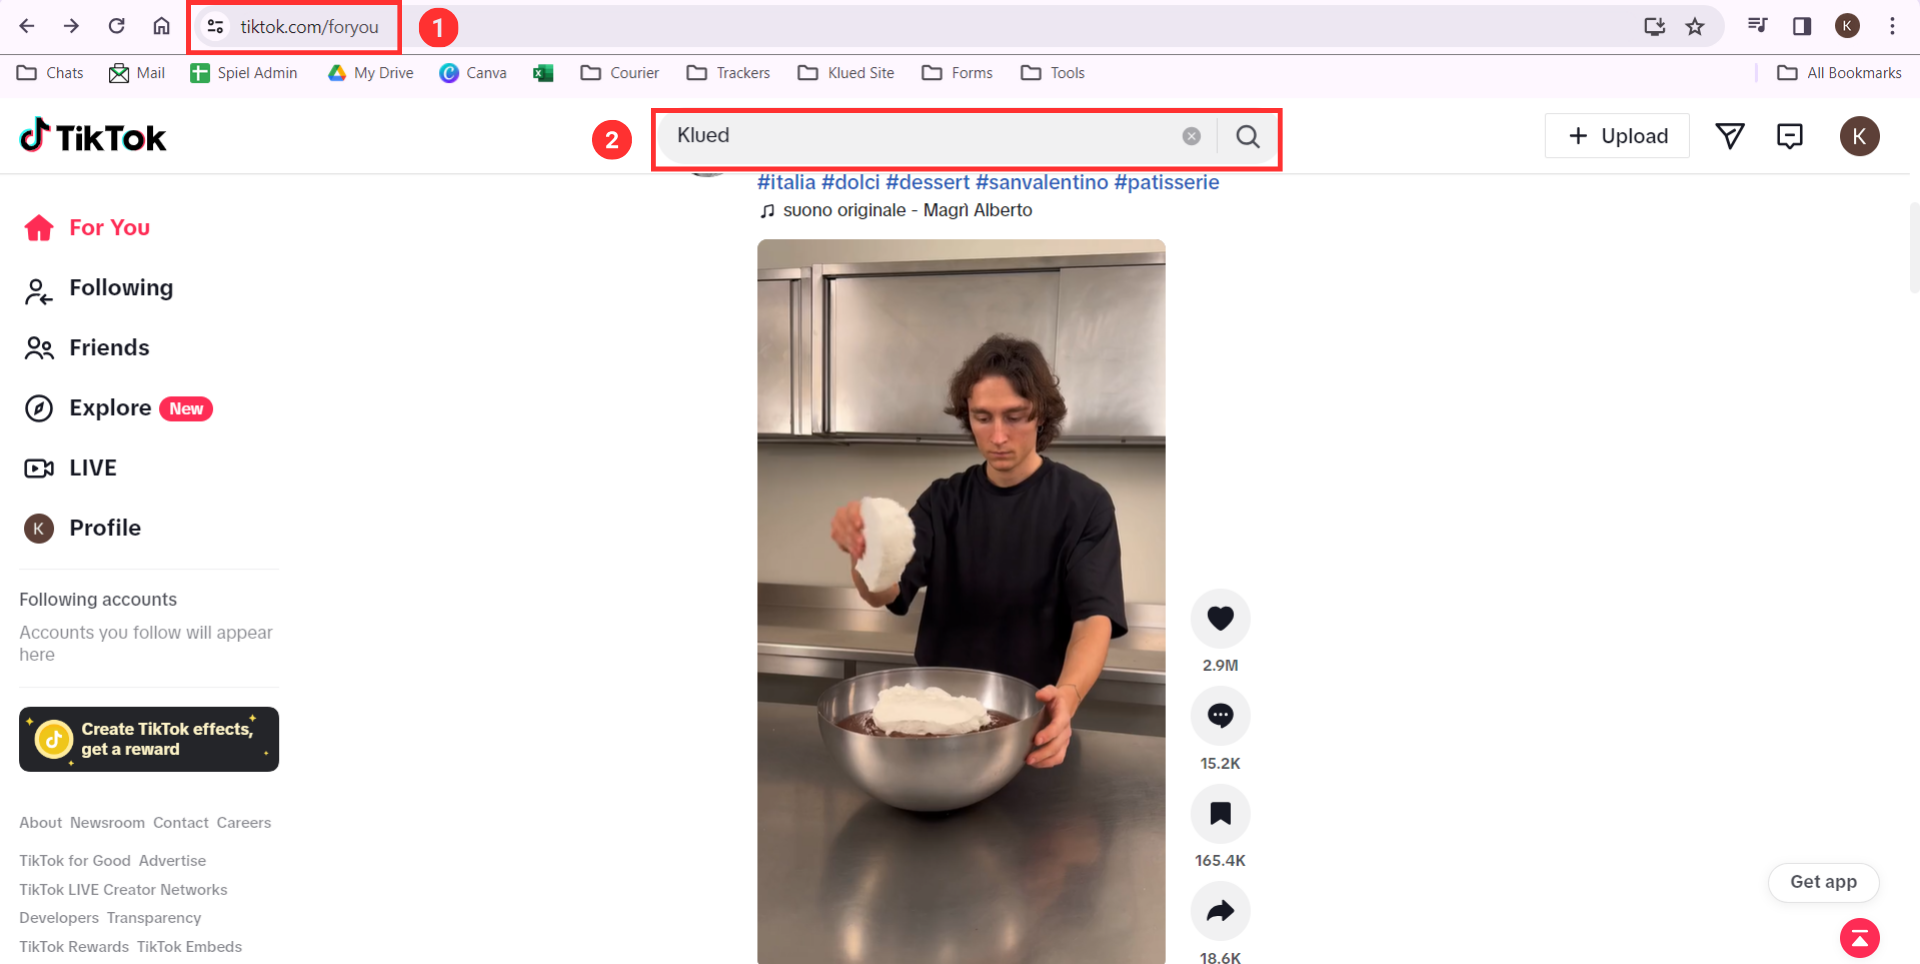 tiktok.com/foryou
1
K
Chats Mail Spiel Admin My Drive Canva Courier Trackers Klued Site Forms Tools All Bookmarks
TikTok
2
Klued
Upload
K
#italia #dolci #dessert #sanvalentino #patisserie
suono originale - Magrì Alberto
For You
Following
Friends
Explore New
LIVE
K Profile
Following accounts
Accounts you follow will appear
here
Create TikTok effects,
get a reward
About Newsroom Contact Careers
TikTok for Good Advertise
TikTok LIVE Creator Networks
Developers Transparency
TikTok Rewards TikTok Embeds
2.9M
15.2K
165.4K
18.6K
Get app